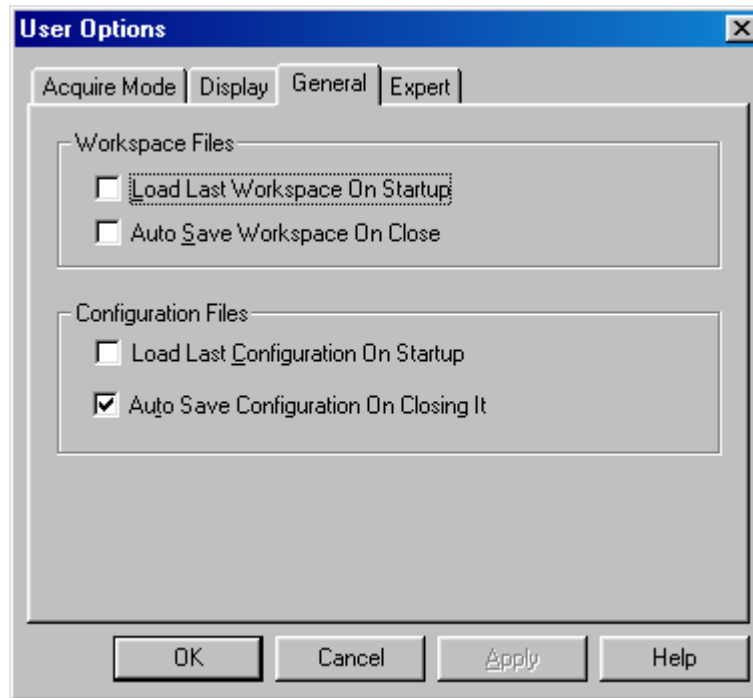 User Options
Acquire Mode Display General Expert
Workspace Files
Load Last Workspace On Startup
Auto Save Workspace On Close
Configuration Files
Load Last Configuration On Startup
Auto Save Configuration On Closing It
OK Cancel Apply Help